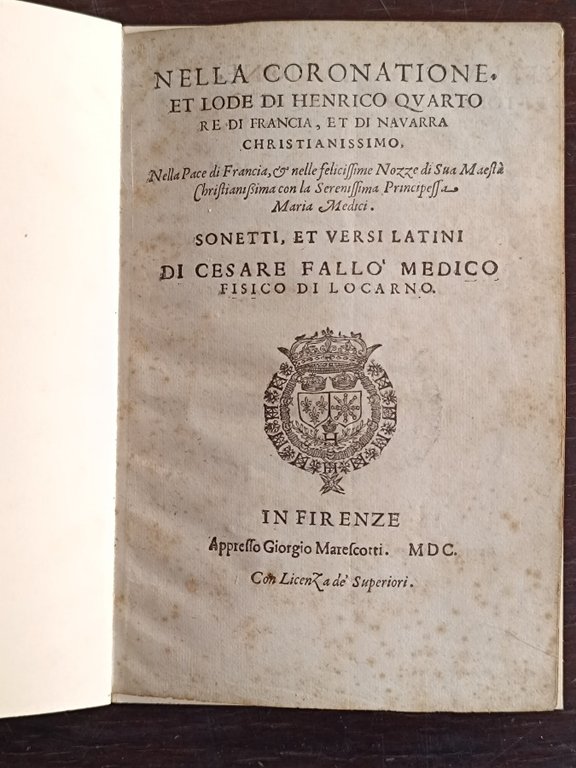 NELLA CORONATIONE,
ET LODE DI HENRICO QVARTO
RE DI FRANCIA, ET DI NAVARRA
CHRISTIANISSIMO,
Nella Pace di Francia, & nelle feliciſſime Nozze di Sua Maeſtà
Chriſtianiſsima con la Sereniſſima Principeſſa
Maria Medici.
SONETTI, ET VERSI LATINI
DI CESARE FALLO' MEDICO
FISICO DI LOCARNO.
H
IN FIRENZE
Appreſſo Giorgio Mareſcotti. MDC.
Con Licenza de' Superiori.